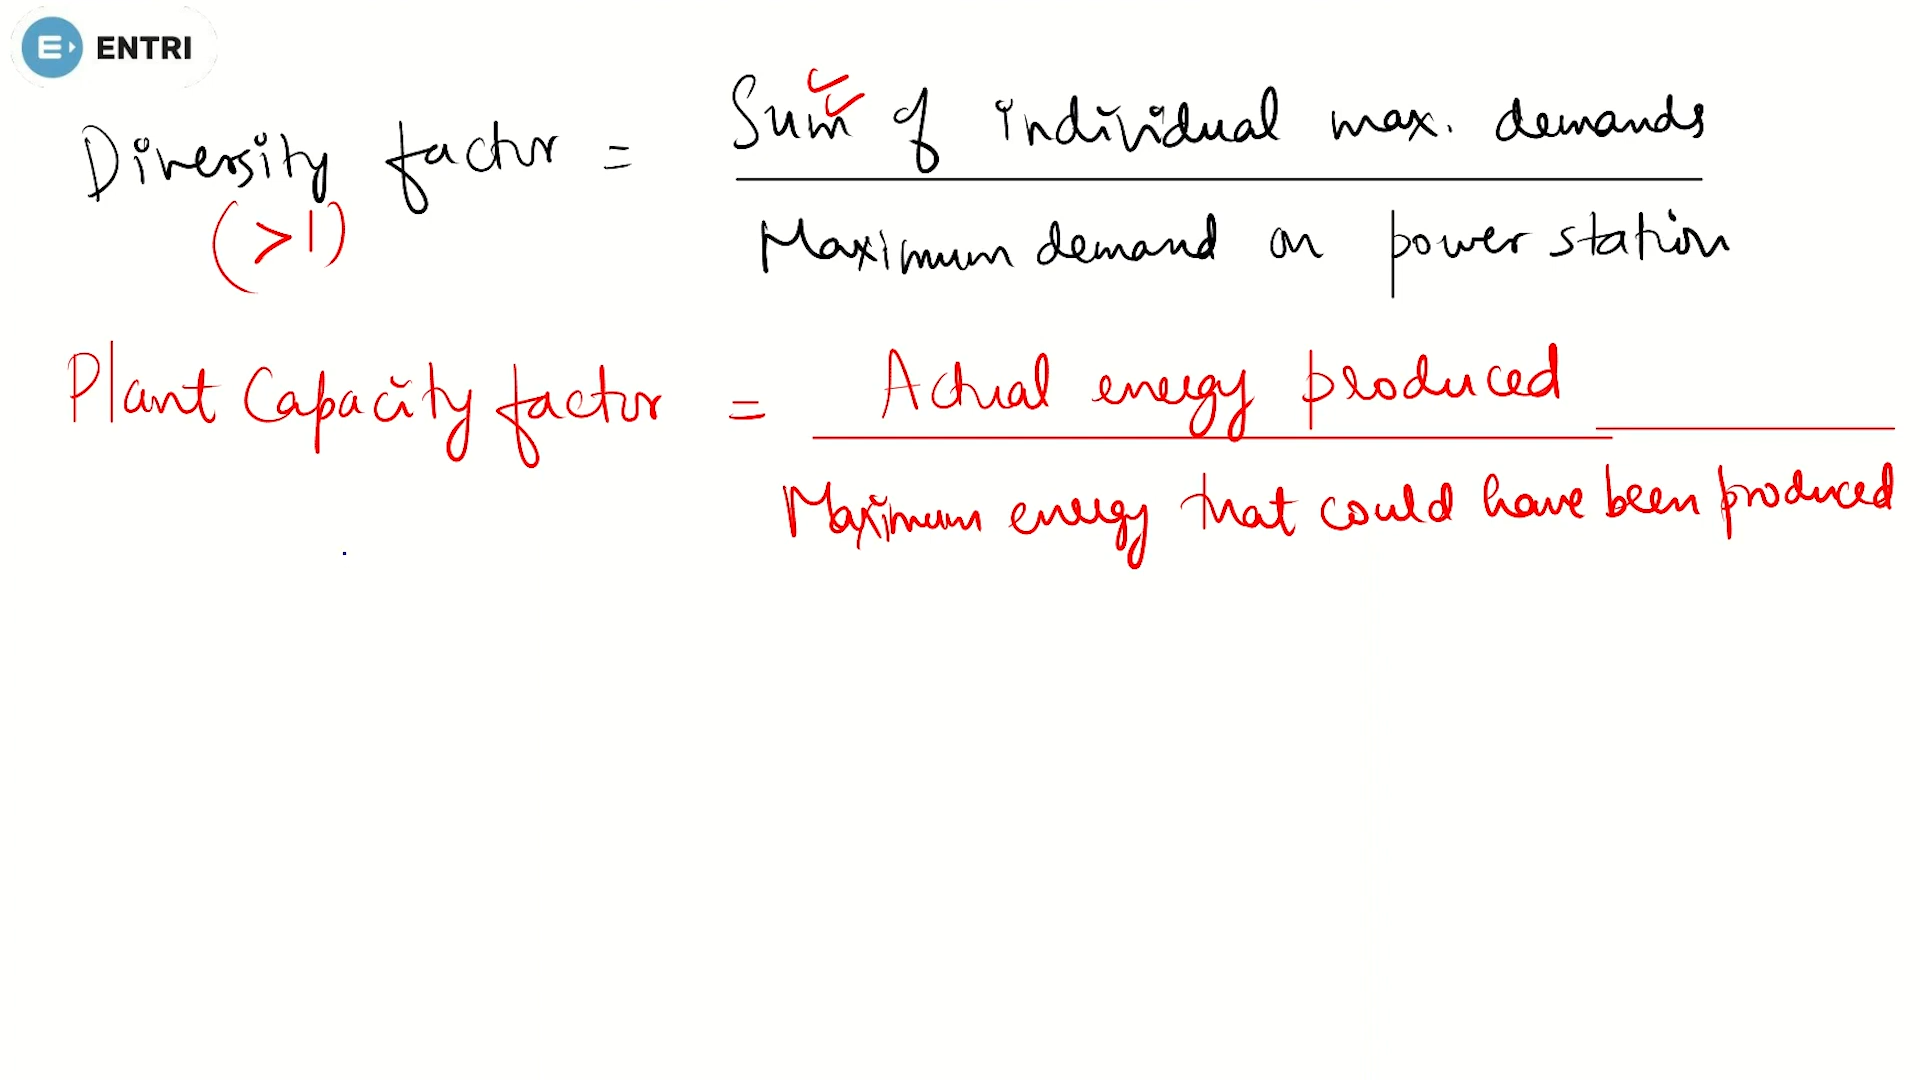 ENTRI
Diversity factor = Sum of individual max. demands
Maximum demand on power station
(>1)
Plant Capacity factor = Actual energy produced
Maximum energy that could have been produced